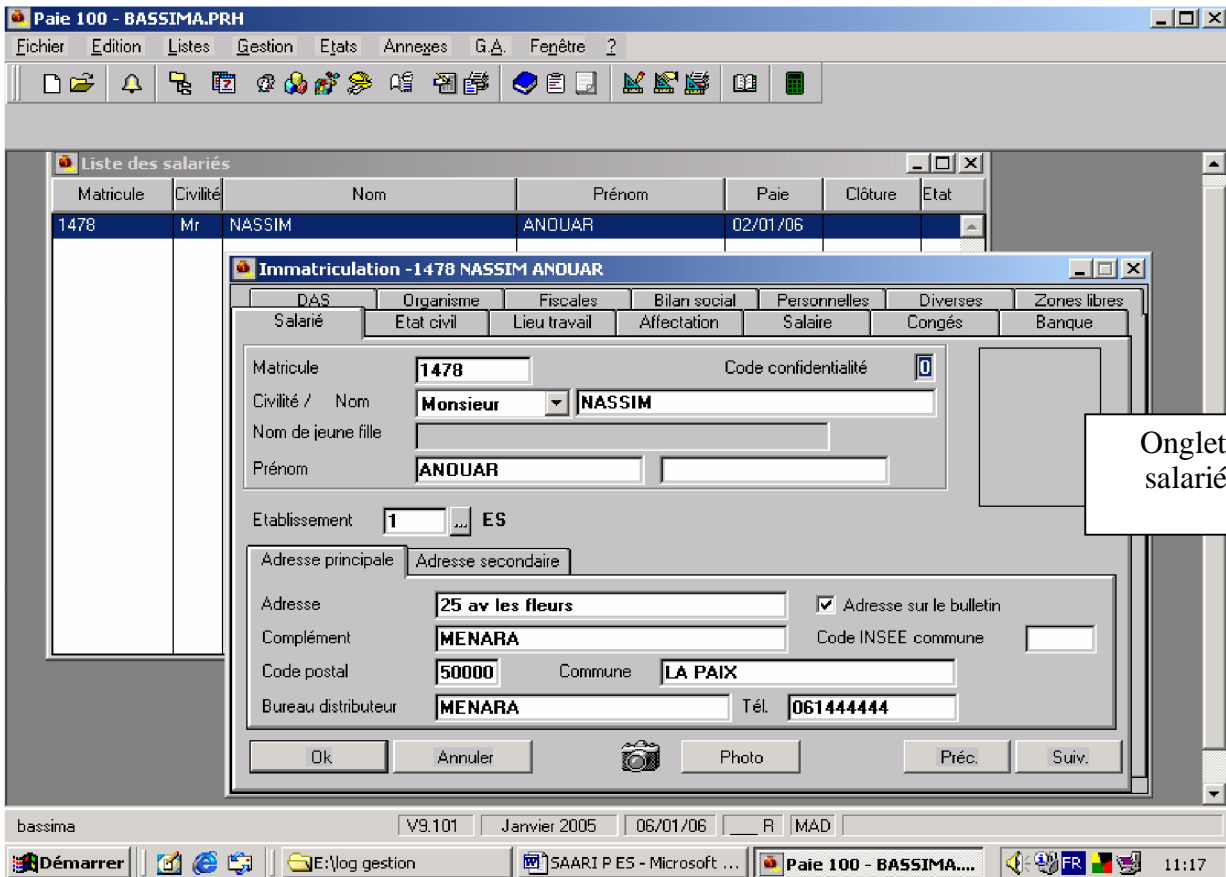 Paie 100 - BASSIMA.PRH
Fichier Edition Listes Gestion Etats Annexes G.A. Fenêtre ?
Liste des salariés
Matricule Civilité Nom Prénom Paie Clôture Etat
1478 Mr NASSIM ANOUAR 02/01/06
Immatriculation -1478 NASSIM ANOUAR
DAS Organisme Fiscales Bilan social Personnelles Diverses Zones libres
Salarié Etat civil Lieu travail Affectation Salaire Congés Banque
Matricule 1478 Code confidentialité 0
Civilité / Nom Monsieur NASSIM
Nom de jeune fille
Prénom ANOUAR
Onglet
salarié
Etablissement 1 ... ES
Adresse principale Adresse secondaire
Adresse 25 av les fleurs Adresse sur le bulletin
Complément MENARA Code INSEE commune
Code postal 50000 Commune LA PAIX
Bureau distributeur MENARA Tél. 061444444
Ok Annuler Photo Préc. Suiv.
bassima V9.101 Janvier 2005 06/01/06 ___ R MAD
Démarrer E:\log gestion SAARI P ES - Microsoft ... Paie 100 - BASSIMA.... FR 11:17